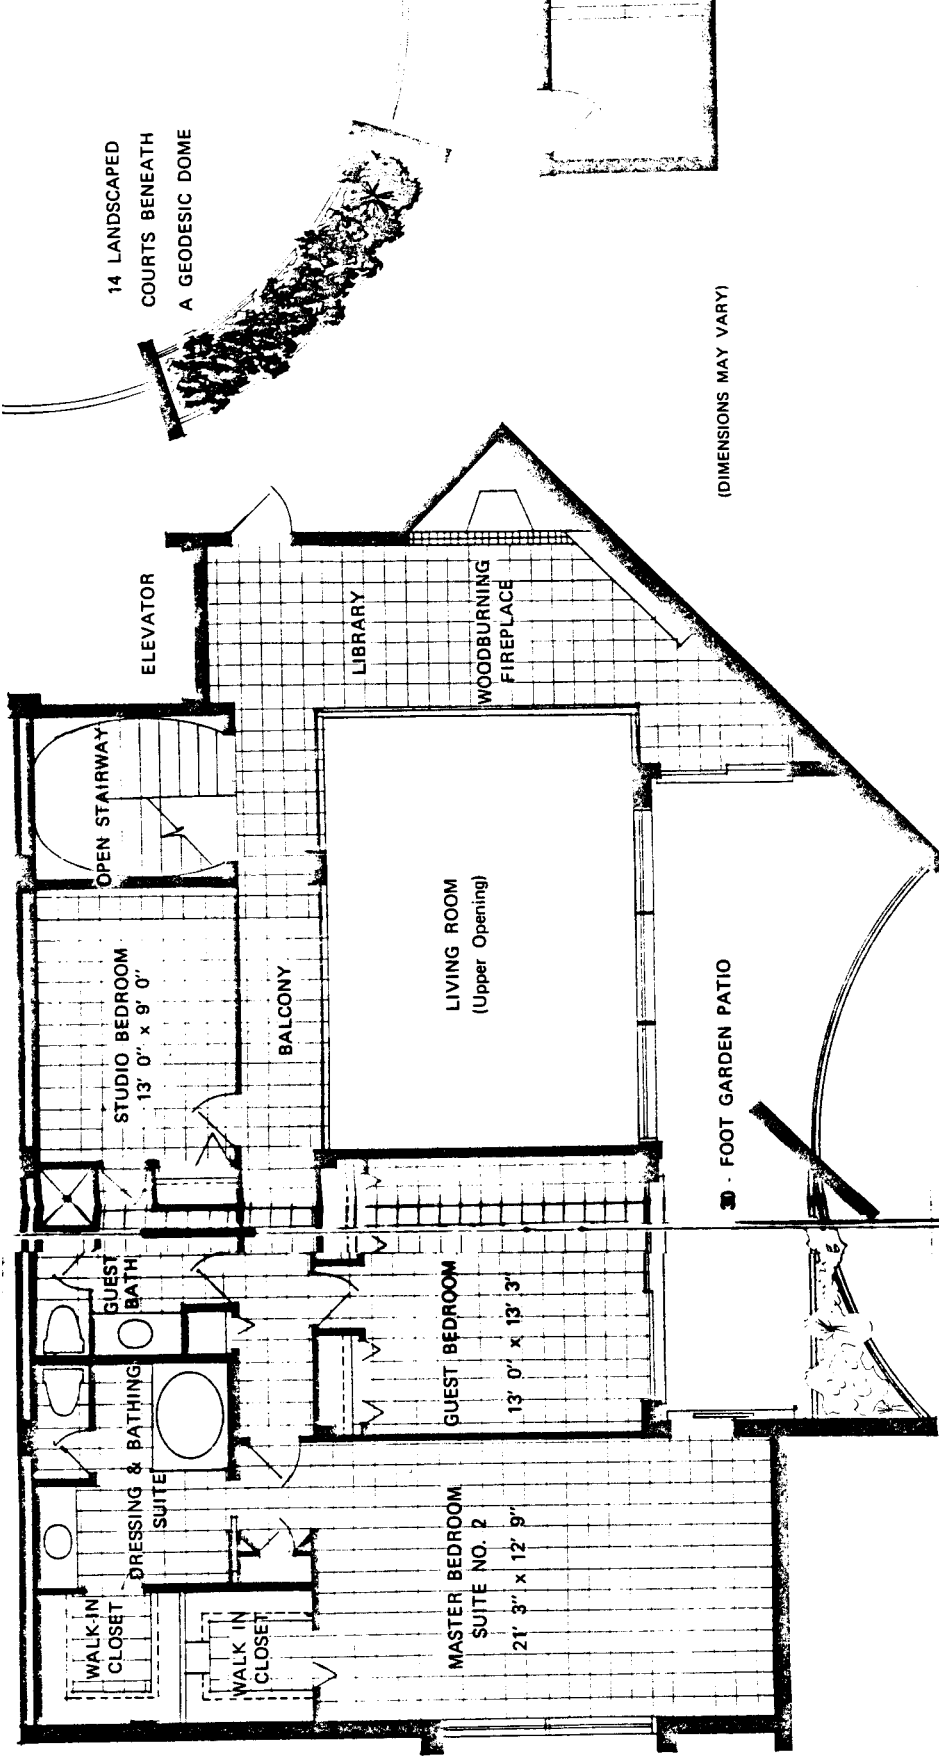 14 LANDSCAPED
COURTS BENEATH
A GEODESIC DOME
(DIMENSIONS MAY VARY)
ELEVATOR
LIBRARY
WOODBURNING
FIREPLACE
OPEN STAIRWAY
STUDIO BEDROOM
13' 0" x 9' 0"
BALCONY
LIVING ROOM
(Upper Opening)
30 - FOOT GARDEN PATIO
GUEST
BATH
GUEST BEDROOM
13' 0" x 13' 3"
DRESSING & BATHING
SUITE
MASTER BEDROOM
SUITE NO. 2
21' 3" x 12' 9"
WALK-IN
CLOSET
WALK IN
CLOSET